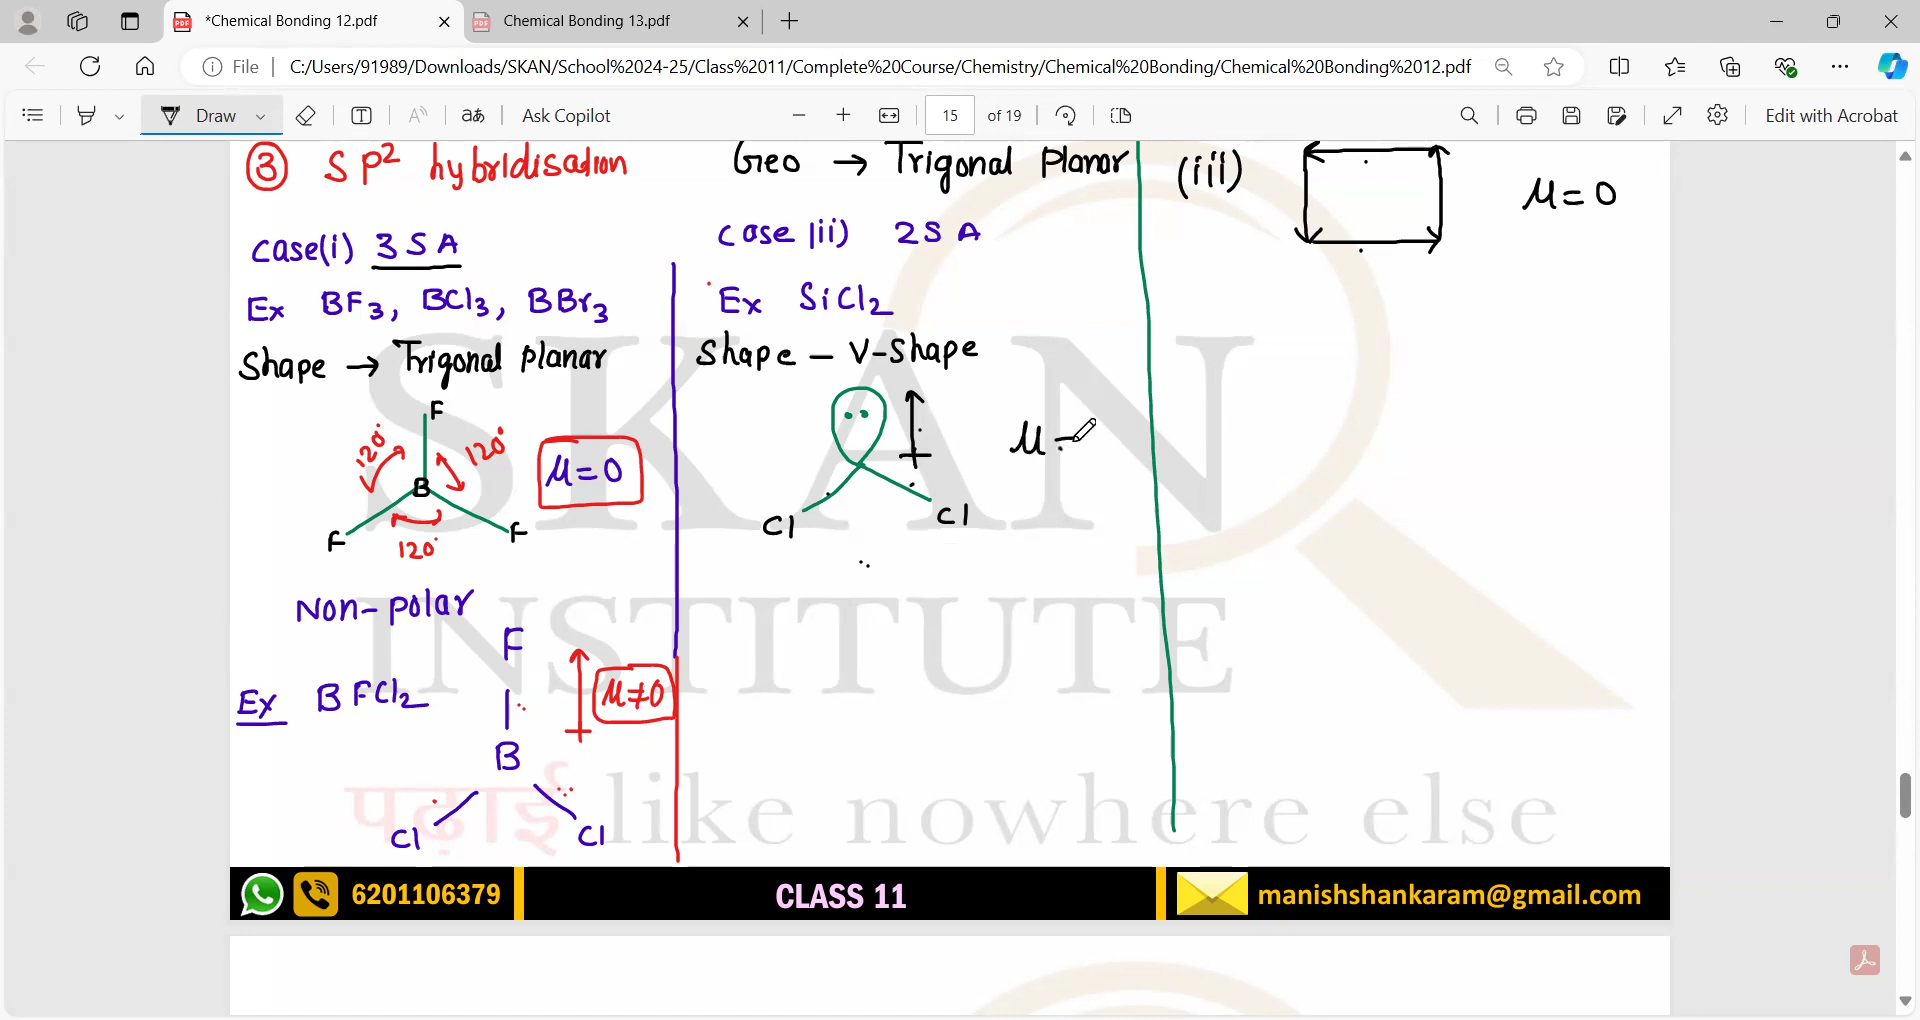 *Chemical Bonding 12.pdf
Chemical Bonding 13.pdf
File
C:/Users/91989/Downloads/SKAN/School%2024-25/Class%2011/Complete%20Course/Chemistry/Chemical%20Bonding/Chemical%20Bonding%2012.pdf
Draw
aあ
Ask Copilot
15 of 19
Edit with Acrobat
③ SP² hybridisation
Geo → Trigonal Planar
case(i) 3 S A
Ex BF₃, BCl₃, BBr₃
Shape → Trigonal planar
F
120°
120°
B
μ = 0
F
F
120°
Non-polar
Ex BFCl₂
F
B
Cl
Cl
μ ≠ 0
case (ii) 2 S A
Ex SiCl₂
Shape - V-Shape
Cl
Cl
μ =
(iii)
μ = 0
SKAN
INSTITUTE
पढ़ाई like nowhere else
6201106379
CLASS 11
manishshankaram@gmail.com